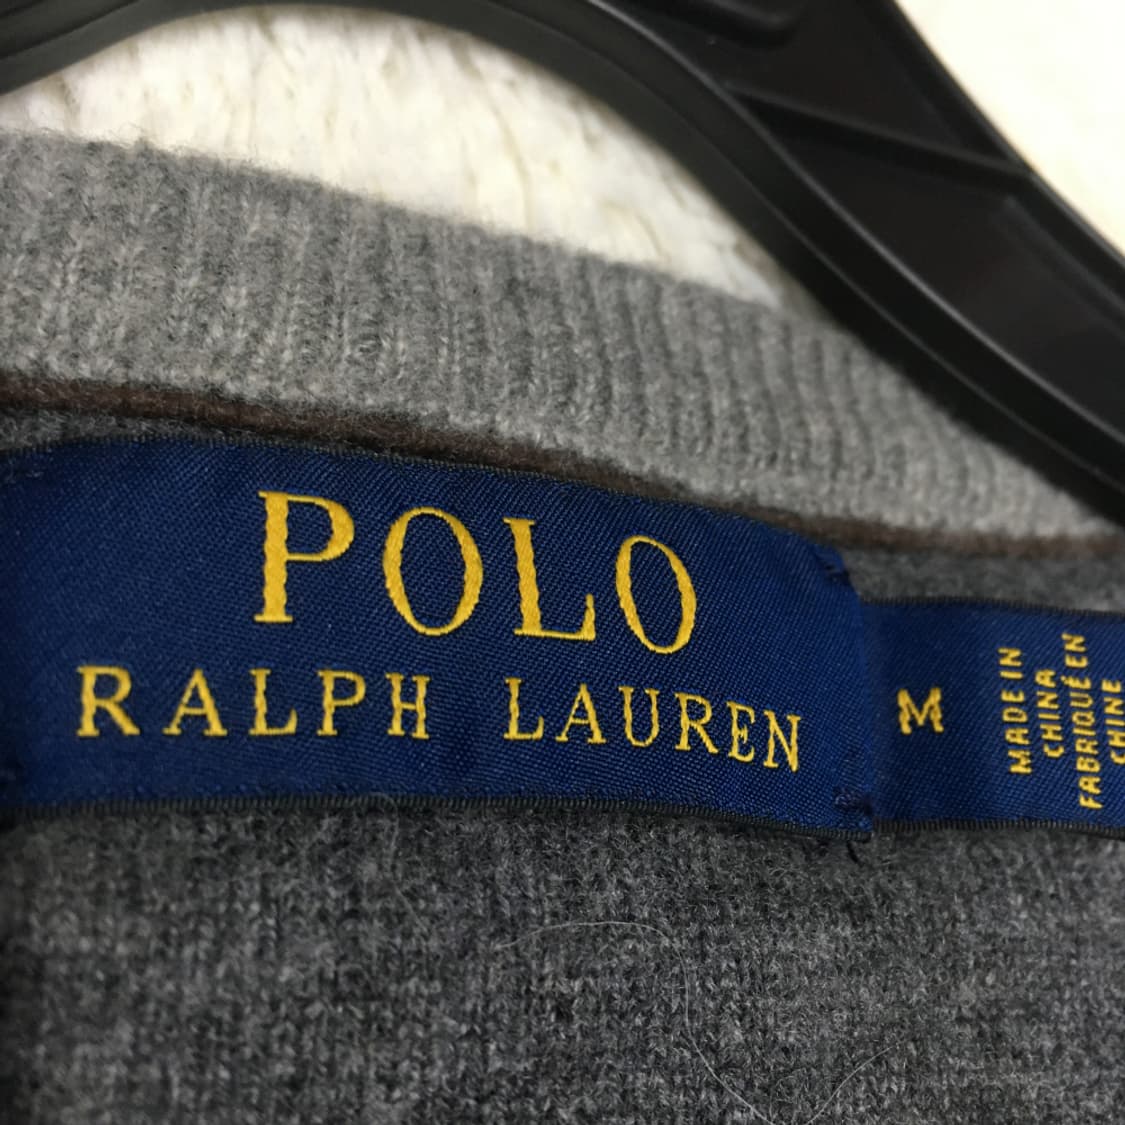 POLO
RALPH LAUREN
M
MADE IN
CHINA
FABRIQUÉ EN
CHINE